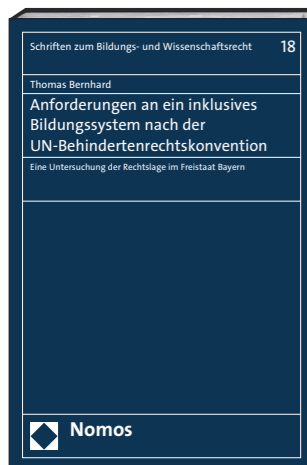 Schriften zum Bildungs- und Wissenschaftsrecht 18
Thomas Bernhard
Anforderungen an ein inklusives
Bildungssystem nach der
UN-Behindertenrechtskonvention
Eine Untersuchung der Rechtslage im Freistaat Bayern
Nomos